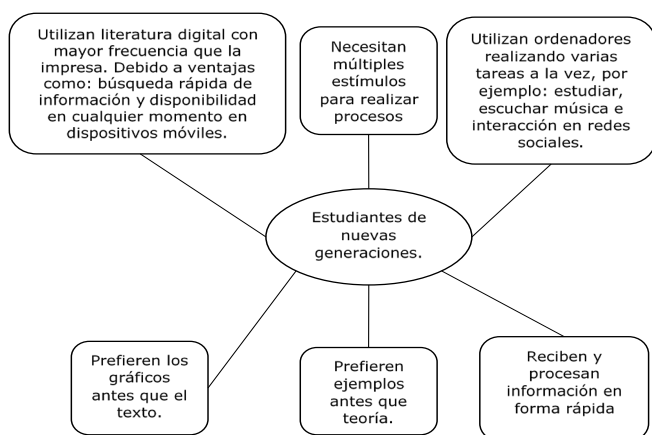 Utilizan literatura digital con
mayor frecuencia que la
impresa. Debido a ventajas
como: búsqueda rápida de
información y disponibilidad
en cualquier momento en
dispositivos móviles.
Necesitan
múltiples
estímulos
para realizar
procesos
Utilizan ordenadores
realizando varias
tareas a la vez, por
ejemplo: estudiar,
escuchar música e
interacción en redes
sociales.
Estudiantes de
nuevas
generaciones.
Prefieren los
gráficos
antes que el
texto.
Prefieren
ejemplos
antes que
teoría.
Reciben y
procesan
información en
forma rápida